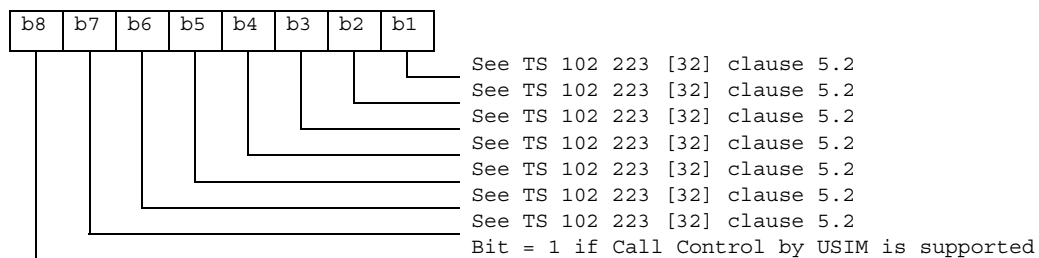 b8 b7 b6 b5 b4 b3 b2 b1
See TS 102 223 [32] clause 5.2
See TS 102 223 [32] clause 5.2
See TS 102 223 [32] clause 5.2
See TS 102 223 [32] clause 5.2
See TS 102 223 [32] clause 5.2
See TS 102 223 [32] clause 5.2
See TS 102 223 [32] clause 5.2
Bit = 1 if Call Control by USIM is supported